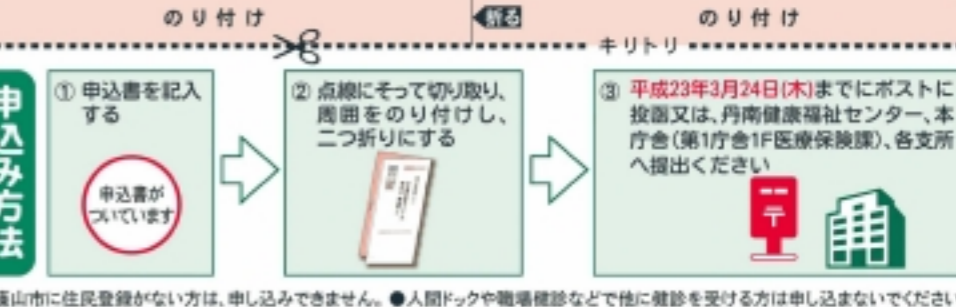 のり付け
折る
のり付け
キリトリ
申込み方法
① 申込書を記入
する
申込書が
ついています
② 点線にそって切り取り、
周囲をのり付けし、
二つ折りにする
③ 平成23年3月24日(木)までにポストに
投函又は、丹南健康福祉センター、本
庁舎(第1庁舎1F医療保険課)、各支所
へ提出ください
〒
篠山市に住民登録がない方は、申し込みできません。●人間ドックや職場健診などで他に健診を受ける方は申し込まないでください